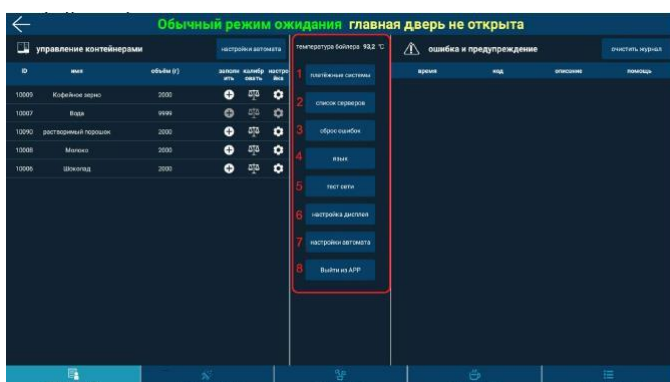 Обычный режим ожидания главная дверь не открыта
управление контейнерами
настройки автомата
температура бойлера 93,2 °C
ошибка и предупреждение
очистить журнал
ID имя объём (г) заполнить калибровать настройка
время код описание помощь
10009 Кофейное зерно 2000
10007 Вода 9999
10090 растворимый порошок 2000
10008 Молоко 2000
10006 Шоколад 2000
1 платёжные системы
2 список серверов
3 сброс ошибок
4 язык
5 тест сети
6 настройка дисплея
7 настройки автомата
8 Выйти из APP